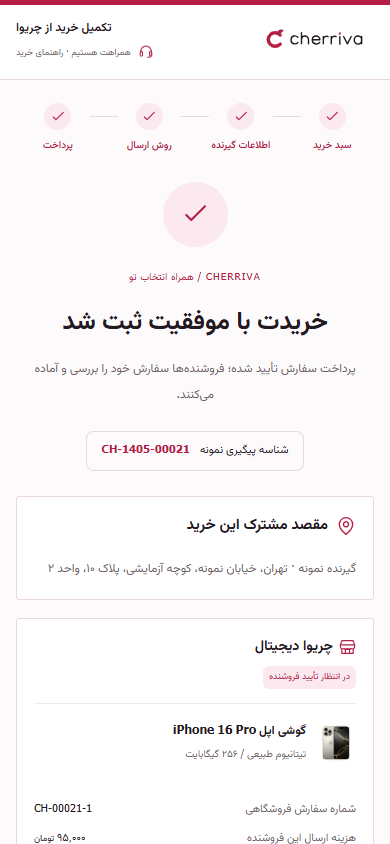 cherriva
تکمیل خرید از چریوا
همراهت هستیم · راهنمای خرید
سبد خرید
اطلاعات گیرنده
روش ارسال
پرداخت
CHERRIVA / همراه انتخاب تو
خریدت با موفقیت ثبت شد
پرداخت سفارش تأیید شده؛ فروشنده‌ها سفارش خود را بررسی و آماده
می‌کنند.
شناسه پیگیری نمونه CH-1405-00021
مقصد مشترک این خرید
گیرنده نمونه · تهران، خیابان نمونه، کوچه آزمایشی، پلاک ۱۰، واحد ۲
چریوا دیجیتال
در انتظار تأیید فروشنده
گوشی اپل iPhone 16 Pro
تیتانیوم طبیعی / ۲۵۶ گیگابایت
شماره سفارش فروشگاهی CH-00021-1
هزینه ارسال این فروشنده ۹۵,۰۰۰ تومان